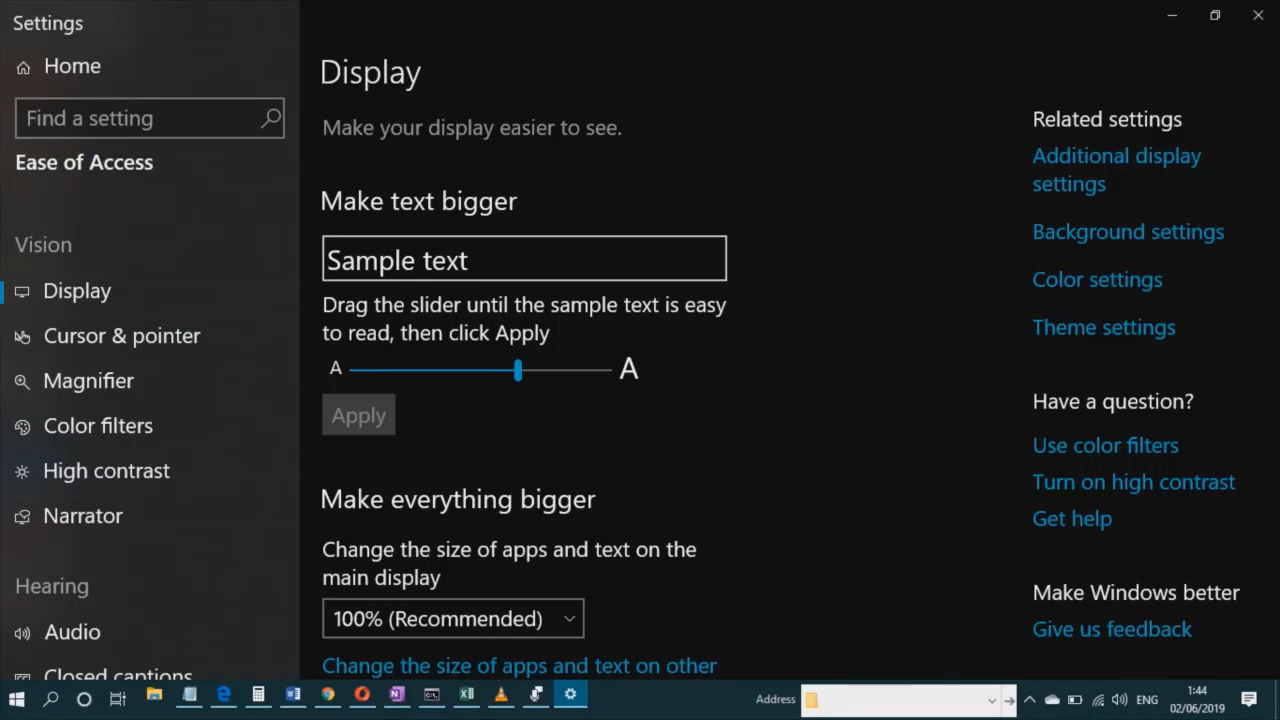 Settings
Home
Find a setting
Ease of Access
Vision
Display
Cursor & pointer
Magnifier
Color filters
High contrast
Narrator
Hearing
Audio
Closed captions
Display
Make your display easier to see.
Make text bigger
Sample text
Drag the slider until the sample text is easy
to read, then click Apply
A A
Apply
Make everything bigger
Change the size of apps and text on the
main display
100% (Recommended)
Change the size of apps and text on other
Related settings
Additional display
settings
Background settings
Color settings
Theme settings
Have a question?
Use color filters
Turn on high contrast
Get help
Make Windows better
Give us feedback
Address
ENG
1:44
02/06/2019